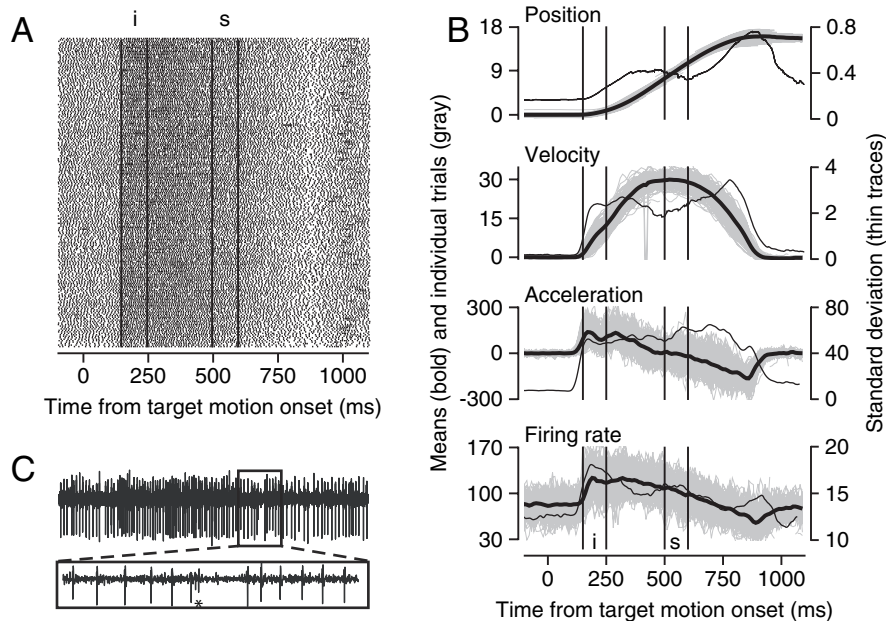 A
i s
0 250 500 750 1000
Time from target motion onset (ms)
B
Means (bold) and individual trials (gray)
Standard deviation (thin traces)
Position
18
9
0
0.8
0.4
0
Velocity
30
15
0
4
2
0
Acceleration
300
0
-300
80
40
0
Firing rate
170
100
30
20
15
10
i s
0 250 500 750 1000
Time from target motion onset (ms)
C
*